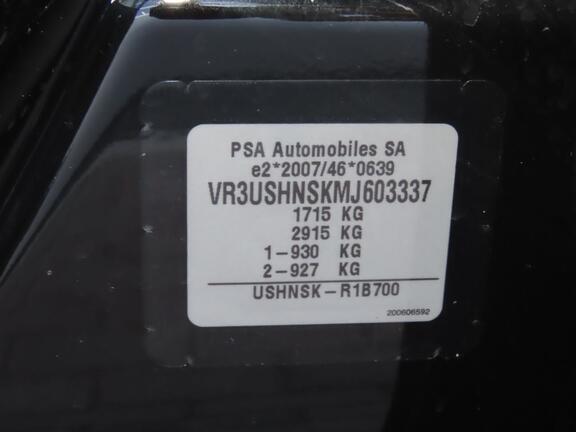 PSA Automobiles SA
e2*2007/46*0639
VR3USHNSKMJ603337
1715 KG
2915 KG
1-930 KG
2-927 KG
USHNSK-R1B700
200606592